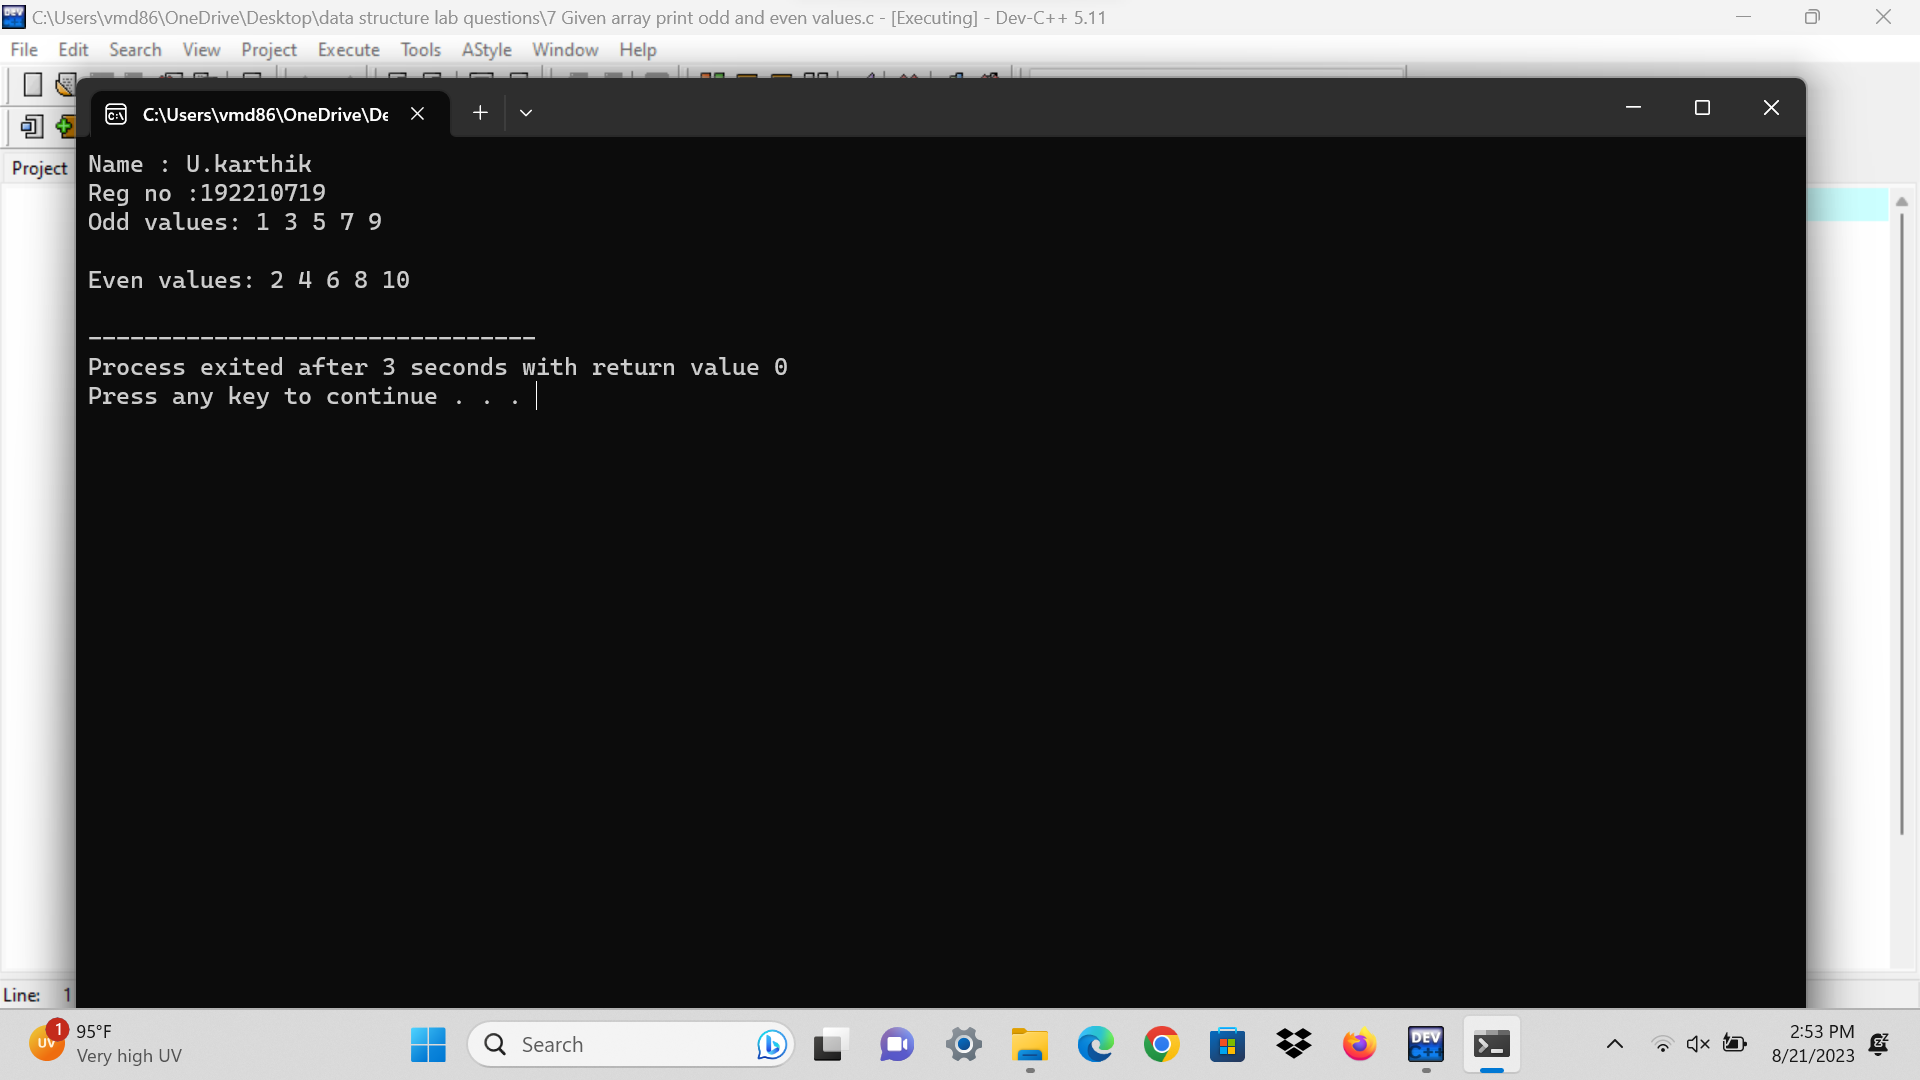 C:\Users\vmd86\OneDrive\Desktop\data structure lab questions\7 Given array print odd and even values.c - [Executing] - Dev-C++ 5.11
File Edit Search View Project Execute Tools AStyle Window Help
C:\Users\vmd86\OneDrive\De
Project
Name : U.karthik
Reg no :192210719
Odd values: 1 3 5 7 9
Even values: 2 4 6 8 10
--------------------------------
Process exited after 3 seconds with return value 0
Press any key to continue . . .
Line: 1
1
UV
95°F
Very high UV
Search
DEV
C++
2:53 PM
8/21/2023